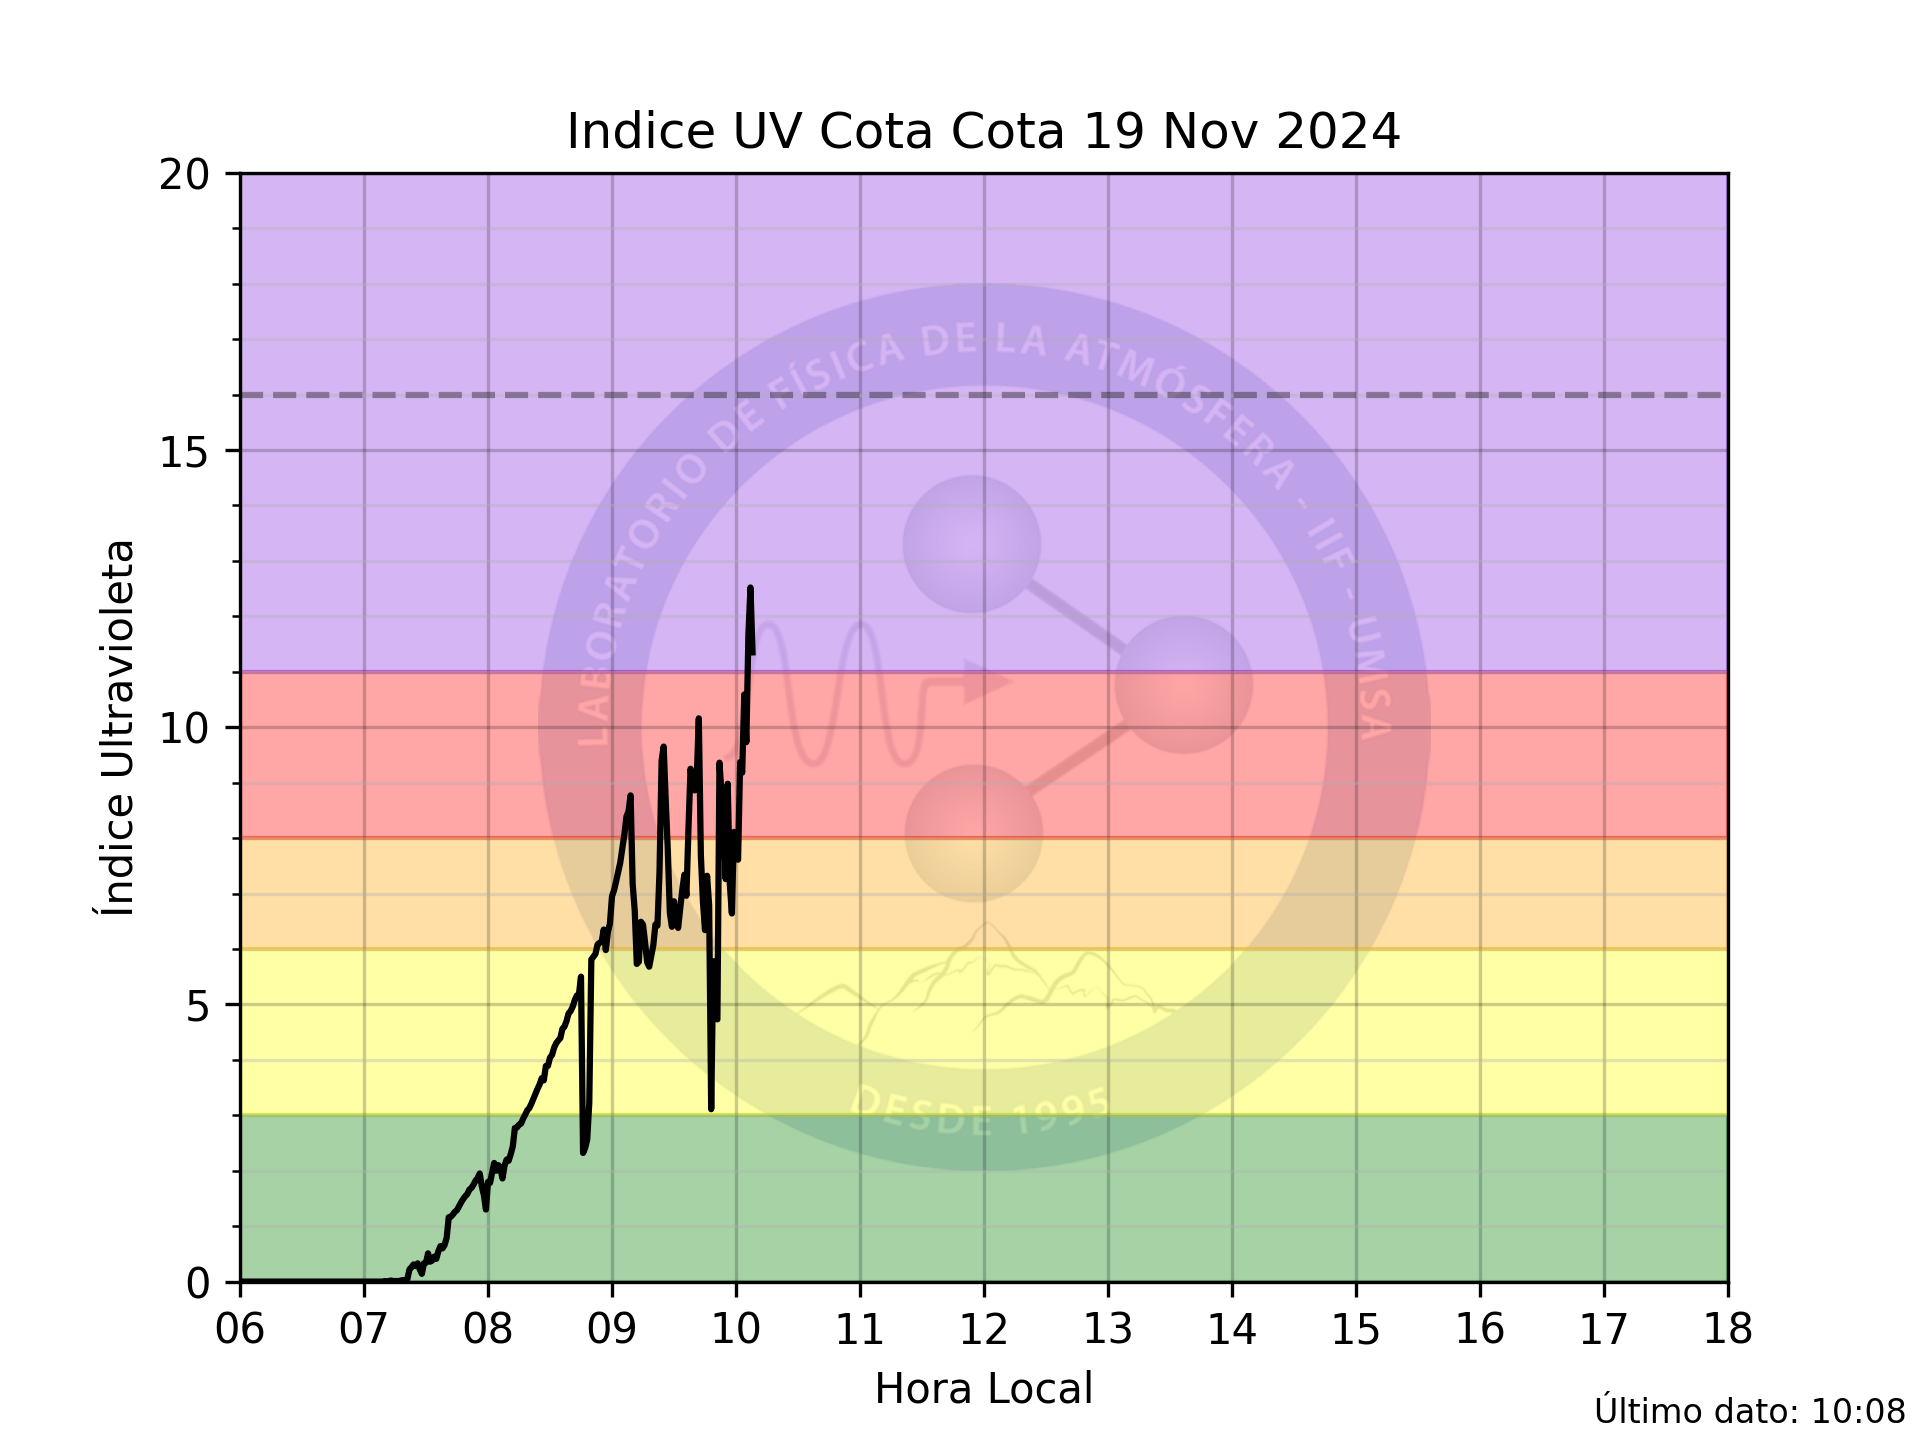 Indice UV Cota Cota 19 Nov 2024
20
15
10
5
0
Índice Ultravioleta
LABORATORIO DE FÍSICA DE LA ATMÓSFERA - IIF - UMSA
DESDE 1995
06 07 08 09 10 11 12 13 14 15 16 17 18
Hora Local
Último dato: 10:08